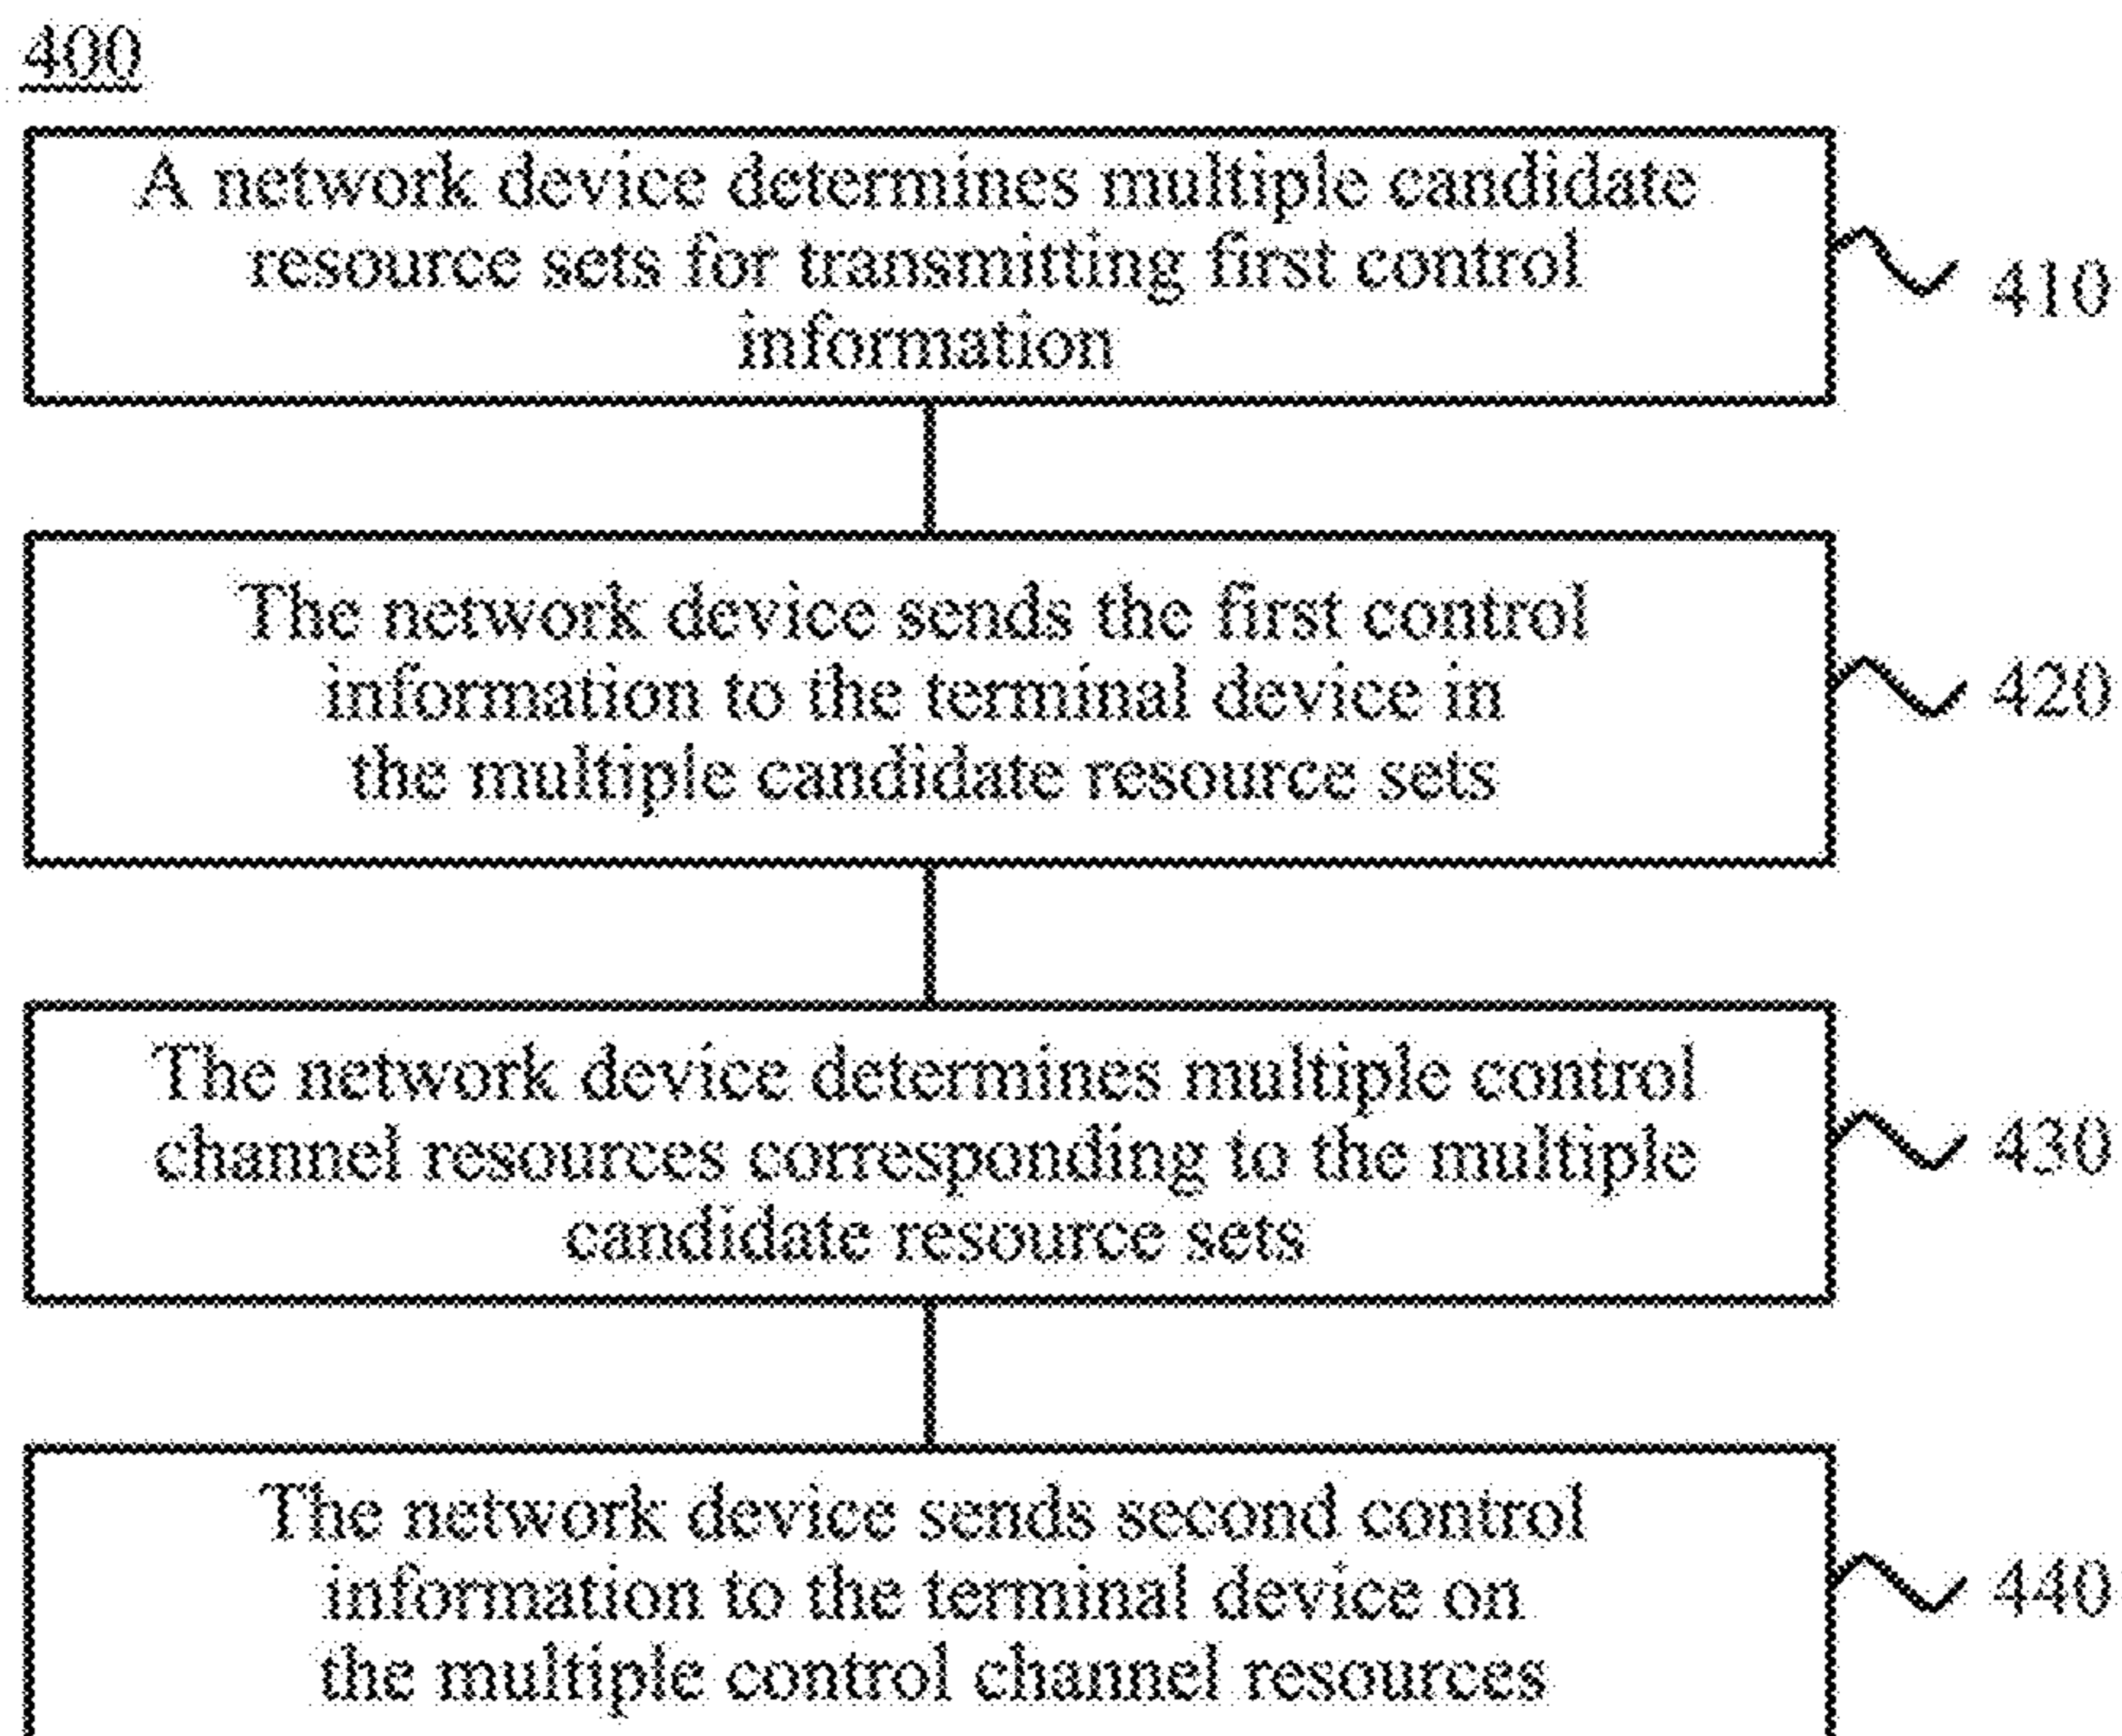 400
A network device determines multiple candidate
resource sets for transmitting first control
information
410
The network device sends the first control
information to the terminal device in
the multiple candidate resource sets
420
The network device determines multiple control
channel resources corresponding to the multiple
candidate resource sets
430
The network device sends second control
information to the terminal device on
the multiple control channel resources
440